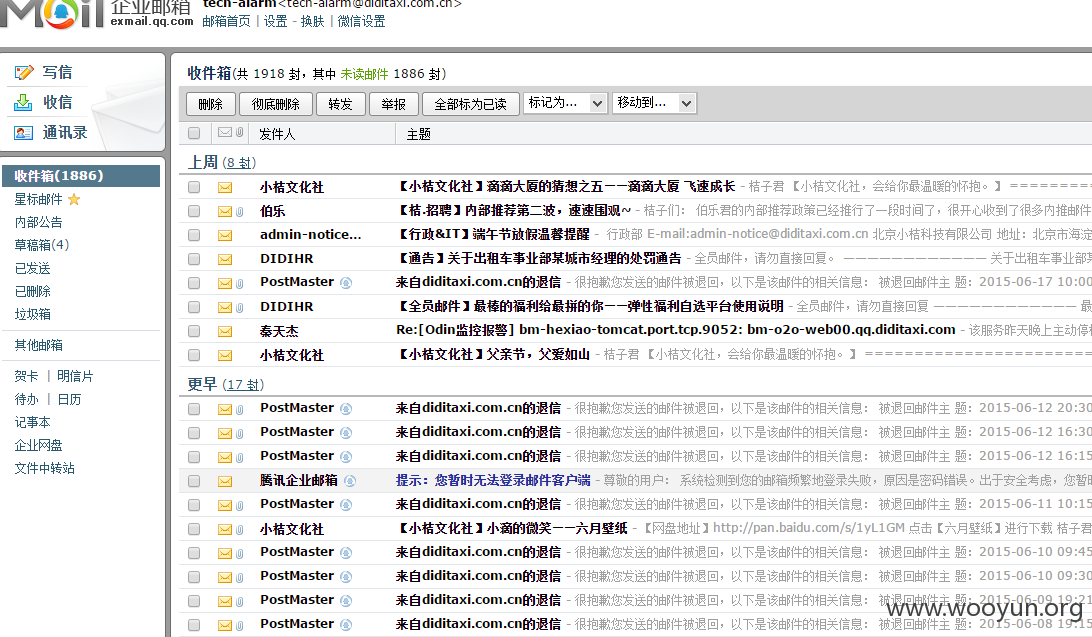 Mail 企业邮箱
exmail.qq.com
tech-alarm<tech-alarm@diditaxi.com.cn>
邮箱首页 | 设置 - 换肤 | 微信设置
写信
收信
通讯录
收件箱(1886)
星标邮件
内部公告
草稿箱(4)
已发送
已删除
垃圾箱
其他邮箱
贺卡 | 明信片
待办 | 日历
记事本
企业网盘
文件中转站
收件箱(共 1918 封，其中 未读邮件 1886 封)
删除 彻底删除 转发 举报 全部标为已读 标记为... 移动到...
发件人 主题
上周 (8 封)
小桔文化社 【小桔文化社】滴滴大厦的猜想之五——滴滴大厦 飞速成长 - 桔子君 【小桔文化社，会给你最温暖的怀抱。】 ==========
伯乐 【桔.招聘】内部推荐第二波，速速围观~ - 桔子们： 伯乐君的内部推荐政策已经推行了一段时间了，很开心收到了很多内推邮件
admin-notice... 【行政&IT】端午节放假温馨提醒 - 行政部 E-mail:admin-notice@diditaxi.com.cn 北京小桔科技有限公司 地址：北京市海淀
DIDIHR 【通告】关于出租车事业部某城市经理的处罚通告 - 全员邮件，请勿直接回复。 —————————————— 关于出租车事业部某
PostMaster 来自diditaxi.com.cn的退信 - 很抱歉您发送的邮件被退回，以下是该邮件的相关信息： 被退回邮件主 题：2015-06-17 10:00
DIDIHR 【全员邮件】最棒的福利给最拼的你——弹性福利自选平台使用说明 - 全员邮件，请勿直接回复 —————————————— 最
秦天杰 Re:[Odin监控报警] bm-hexiao-tomcat.port.tcp.9052: bm-o2o-web00.qq.diditaxi.com - 该服务昨天晚上主动停
小桔文化社 【小桔文化社】父亲节，父爱如山 - 桔子君 【小桔文化社，会给你最温暖的怀抱。】 ==========================
更早 (17 封)
PostMaster 来自diditaxi.com.cn的退信 - 很抱歉您发送的邮件被退回，以下是该邮件的相关信息： 被退回邮件主 题：2015-06-12 20:30
PostMaster 来自diditaxi.com.cn的退信 - 很抱歉您发送的邮件被退回，以下是该邮件的相关信息： 被退回邮件主 题：2015-06-12 16:30
PostMaster 来自diditaxi.com.cn的退信 - 很抱歉您发送的邮件被退回，以下是该邮件的相关信息： 被退回邮件主 题：2015-06-12 16:15
腾讯企业邮箱 提示：您暂时无法登录邮件客户端 - 尊敬的用户： 系统检测到您的邮箱频繁地登录失败，原因是密码错误。出于安全考虑，您暂
PostMaster 来自diditaxi.com.cn的退信 - 很抱歉您发送的邮件被退回，以下是该邮件的相关信息： 被退回邮件主 题：2015-06-11 10:15
小桔文化社 【小桔文化社】小滴的微笑——六月壁纸 - 【网盘地址】http://pan.baidu.com/s/1yL1GM 点击【六月壁纸】进行下载 桔子君
PostMaster 来自diditaxi.com.cn的退信 - 很抱歉您发送的邮件被退回，以下是该邮件的相关信息： 被退回邮件主 题：2015-06-10 09:45
PostMaster 来自diditaxi.com.cn的退信 - 很抱歉您发送的邮件被退回，以下是该邮件的相关信息： 被退回邮件主 题：2015-06-10 09:30
PostMaster 来自diditaxi.com.cn的退信 - 很抱歉您发送的邮件被退回，以下是该邮件的相关信息： 被退回邮件主 题：2015-06-09 19:21
PostMaster 来自diditaxi.com.cn的退信 - 很抱歉您发送的邮件被退回，以下是该邮件的相关信息： 被退回邮件主 题：2015-06-08 19:15
www.wooyun.org